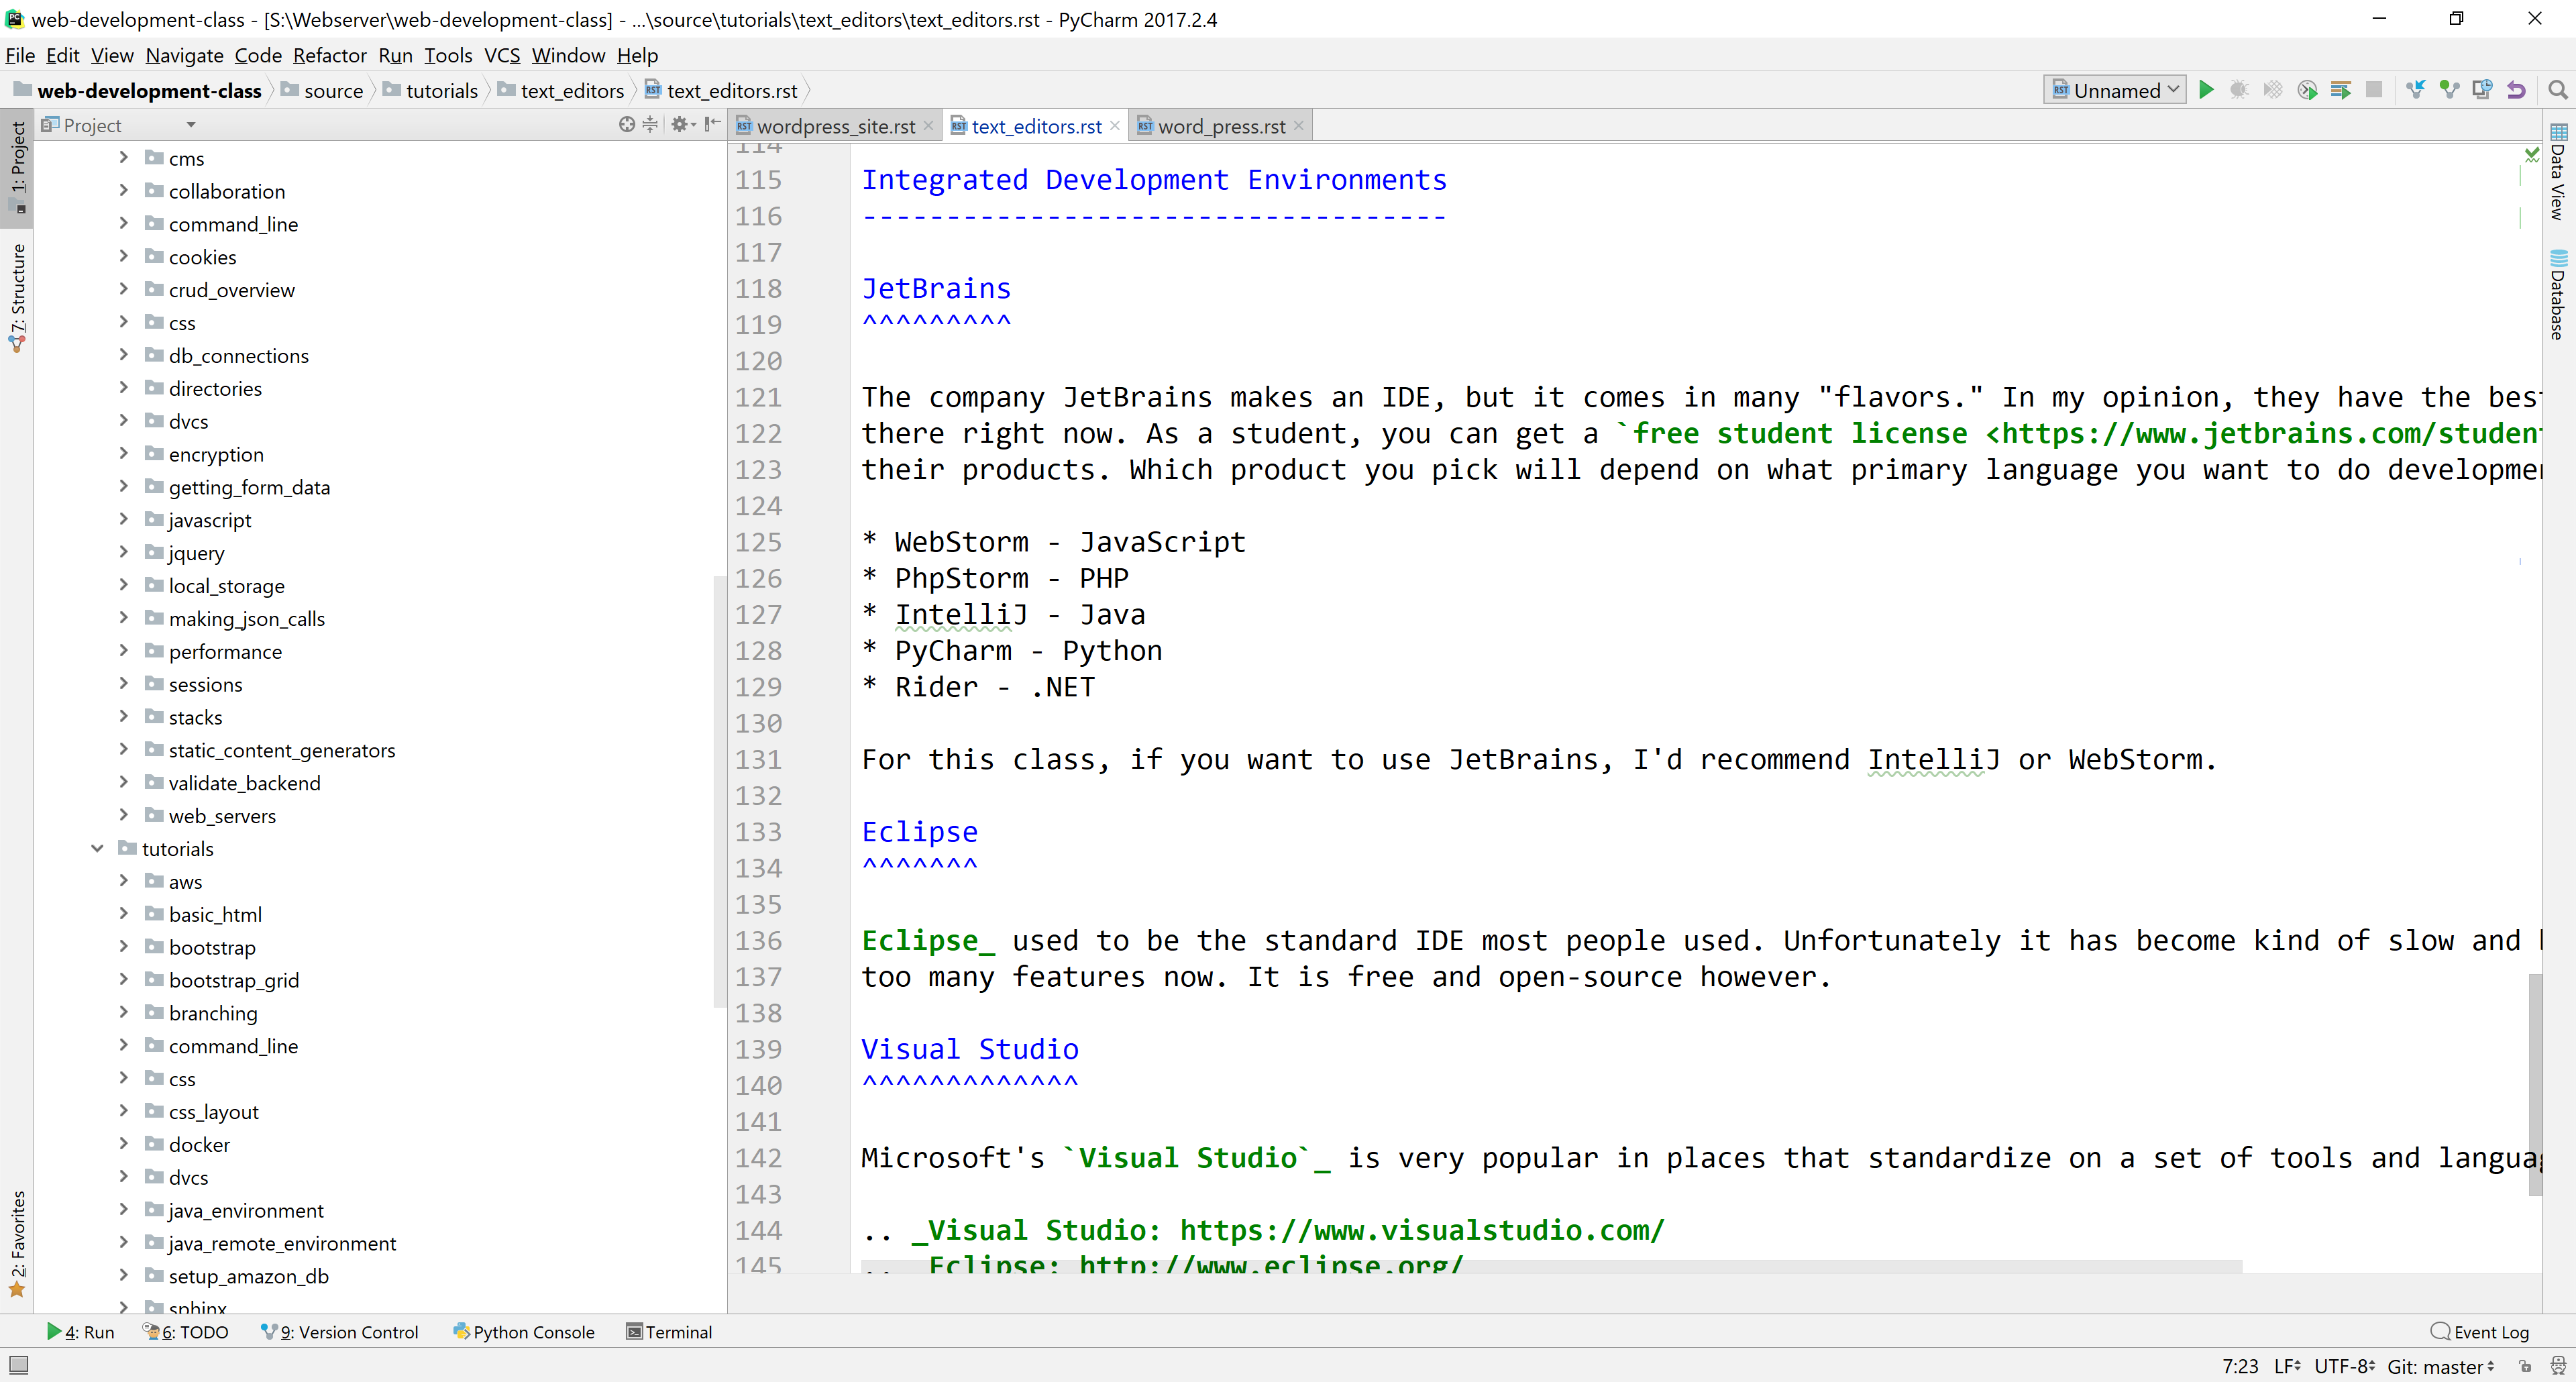 web-development-class - [S:\Webserver\web-development-class] - ...\source\tutorials\text_editors\text_editors.rst - PyCharm 2017.2.4
File Edit View Navigate Code Refactor Run Tools VCS Window Help
web-development-class source tutorials text_editors text_editors.rst Unnamed
Project
wordpress_site.rst text_editors.rst word_press.rst
1: Project
7: Structure
2: Favorites
cms
collaboration
command_line
cookies
crud_overview
css
db_connections
directories
dvcs
encryption
getting_form_data
javascript
jquery
local_storage
making_json_calls
performance
sessions
stacks
static_content_generators
validate_backend
web_servers
tutorials
aws
basic_html
bootstrap
bootstrap_grid
branching
command_line
css
css_layout
docker
dvcs
java_environment
java_remote_environment
setup_amazon_db
sphinx
114
115 Integrated Development Environments
116 -----------------------------------
117
118 JetBrains
119 ^^^^^^^^^
120
121 The company JetBrains makes an IDE, but it comes in many "flavors." In my opinion, they have the best
122 there right now. As a student, you can get a `free student license <https://www.jetbrains.com/studen
123 their products. Which product you pick will depend on what primary language you want to do developme
124
125 * WebStorm - JavaScript
126 * PhpStorm - PHP
127 * IntelliJ - Java
128 * PyCharm - Python
129 * Rider - .NET
130
131 For this class, if you want to use JetBrains, I'd recommend IntelliJ or WebStorm.
132
133 Eclipse
134 ^^^^^^^
135
136 Eclipse_ used to be the standard IDE most people used. Unfortunately it has become kind of slow and
137 too many features now. It is free and open-source however.
138
139 Visual Studio
140 ^^^^^^^^^^^^^
141
142 Microsoft's `Visual Studio`_ is very popular in places that standardize on a set of tools and langua
143
144 .. _Visual Studio: https://www.visualstudio.com/
145 .. _Eclipse: http://www.eclipse.org/
Data View
Database
4: Run 6: TODO 9: Version Control Python Console Terminal Event Log
7:23 LF UTF-8 Git: master